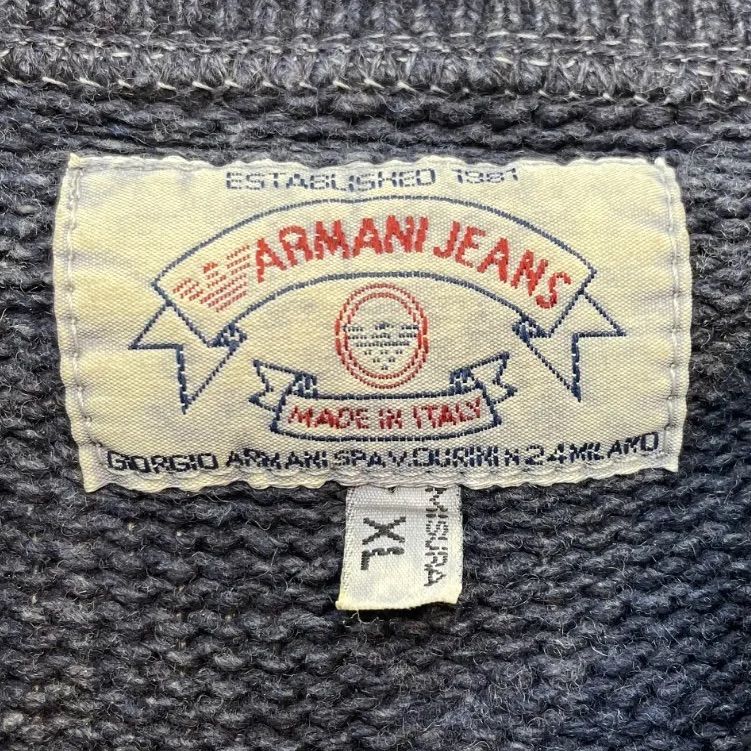 ESTABLISHED 1981
ARMANI JEANS
MADE IN ITALY
GIORGIO ARMANI SPA V. DURINI N 24 MILANO
MISURA
XL